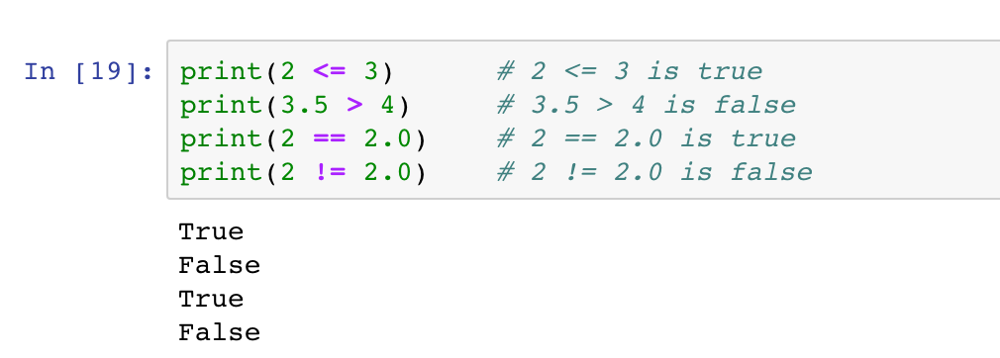 In [19]: print(2 <= 3)      # 2 <= 3 is true
print(3.5 > 4)     # 3.5 > 4 is false
print(2 == 2.0)    # 2 == 2.0 is true
print(2 != 2.0)    # 2 != 2.0 is false
True
False
True
False